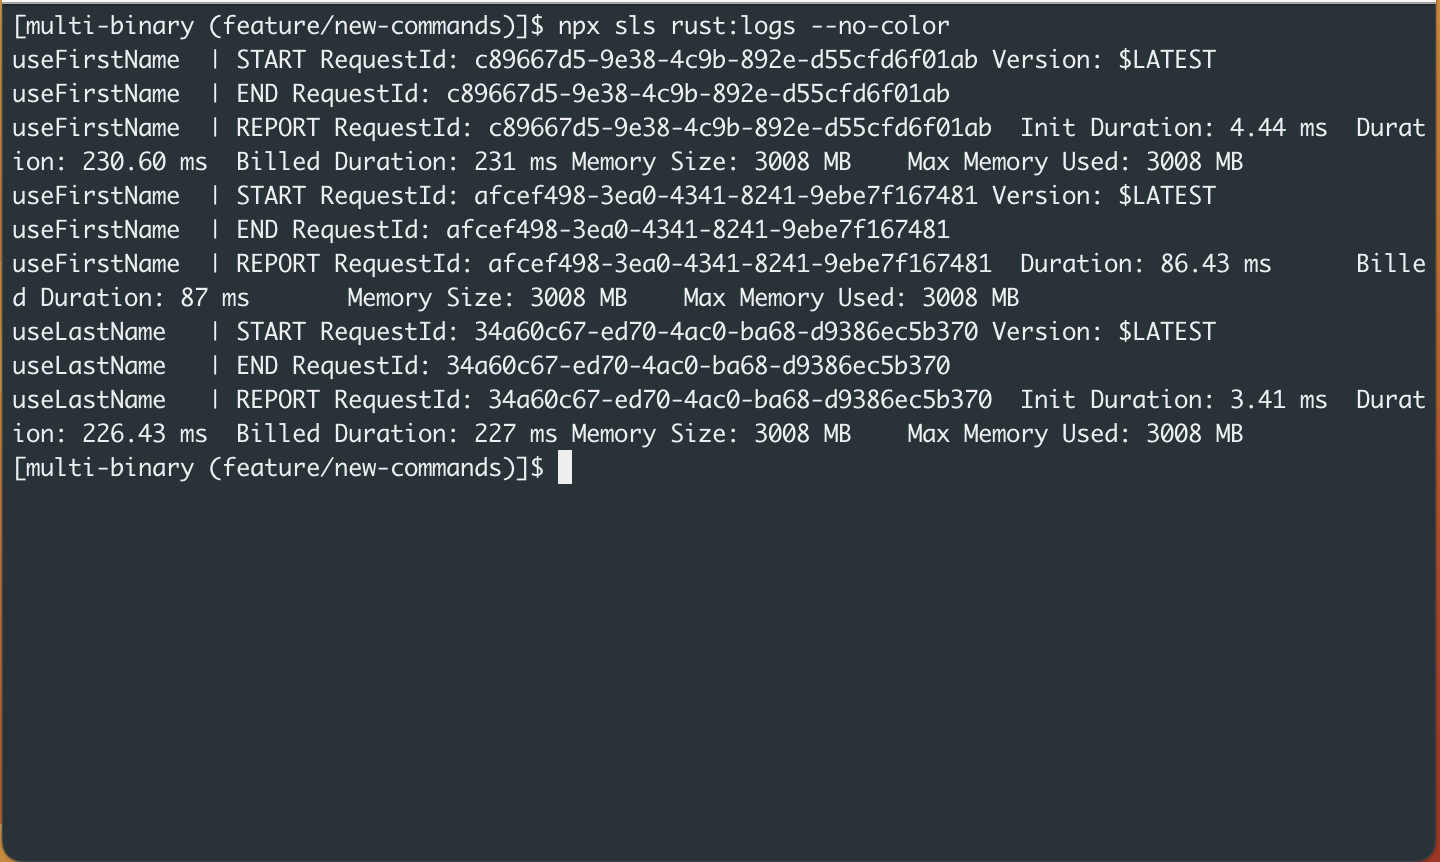 [multi-binary (feature/new-commands)]$ npx sls rust:logs --no-color
useFirstName  | START RequestId: c89667d5-9e38-4c9b-892e-d55cfd6f01ab Version: $LATEST
useFirstName  | END RequestId: c89667d5-9e38-4c9b-892e-d55cfd6f01ab
useFirstName  | REPORT RequestId: c89667d5-9e38-4c9b-892e-d55cfd6f01ab  Init Duration: 4.44 ms  Durat
ion: 230.60 ms  Billed Duration: 231 ms Memory Size: 3008 MB    Max Memory Used: 3008 MB
useFirstName  | START RequestId: afcef498-3ea0-4341-8241-9ebe7f167481 Version: $LATEST
useFirstName  | END RequestId: afcef498-3ea0-4341-8241-9ebe7f167481
useFirstName  | REPORT RequestId: afcef498-3ea0-4341-8241-9ebe7f167481  Duration: 86.43 ms      Bille
d Duration: 87 ms       Memory Size: 3008 MB    Max Memory Used: 3008 MB
useLastName   | START RequestId: 34a60c67-ed70-4ac0-ba68-d9386ec5b370 Version: $LATEST
useLastName   | END RequestId: 34a60c67-ed70-4ac0-ba68-d9386ec5b370
useLastName   | REPORT RequestId: 34a60c67-ed70-4ac0-ba68-d9386ec5b370  Init Duration: 3.41 ms  Durat
ion: 226.43 ms  Billed Duration: 227 ms Memory Size: 3008 MB    Max Memory Used: 3008 MB
[multi-binary (feature/new-commands)]$